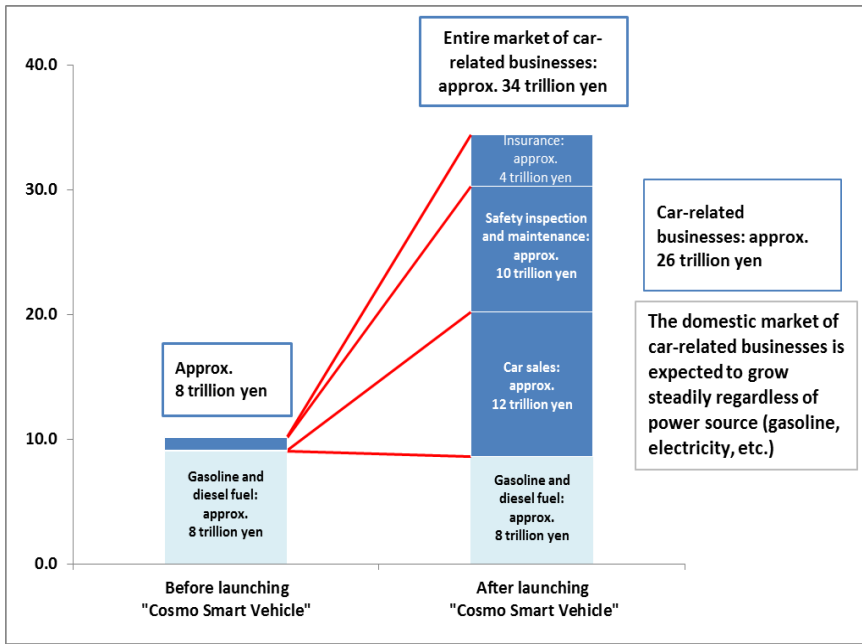 Entire market of car-
related businesses:
approx. 34 trillion yen
40.0
30.0
20.0
10.0
0.0
Approx.
8 trillion yen
Gasoline and
diesel fuel:
approx.
8 trillion yen
Insurance:
approx.
4 trillion yen
Safety inspection
and maintenance:
approx.
10 trillion yen
Car sales:
approx.
12 trillion yen
Gasoline and
diesel fuel:
approx.
8 trillion yen
Car-related
businesses: approx.
26 trillion yen
The domestic market of
car-related businesses is
expected to grow
steadily regardless of
power source (gasoline,
electricity, etc.)
Before launching
"Cosmo Smart Vehicle"
After launching
"Cosmo Smart Vehicle"